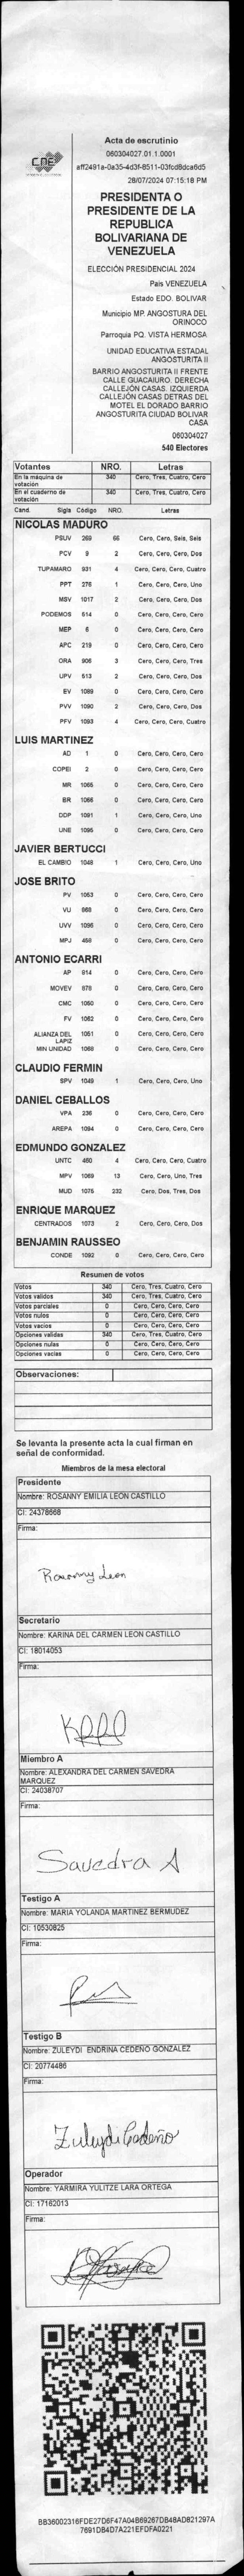 CNE
Acta de escrutinio
060304027.01.1.0001
aff2491a-0a35-4d3f-8511-03fcd8dca6d5
28/07/2024 07:15:18 PM
PRESIDENTA O
PRESIDENTE DE LA
REPUBLICA
BOLIVARIANA DE
VENEZUELA
ELECCIÓN PRESIDENCIAL 2024
Pais VENEZUELA
Estado EDO. BOLIVAR
Municipio MP. ANGOSTURA DEL
ORINOCO
Parroquia PQ. VISTA HERMOSA
UNIDAD EDUCATIVA ESTADAL
ANGOSTURITA II
BARRIO ANGOSTURITA II FRENTE
CALLE GUACAIURO. DERECHA
CALLEJÓN CASAS. IZQUIERDA
CALLEJÓN CASAS DETRAS DEL
MOTEL EL DORADO BARRIO
ANGOSTURITA CIUDAD BOLIVAR
CASA
060304027
540 Electores
Votantes NRO. Letras
En la máquina de votación 340 Cero, Tres, Cuatro, Cero
En el cuaderno de votación 340 Cero, Tres, Cuatro, Cero
Cand. Sigla Código NRO. Letras
NICOLAS MADURO
PSUV 269 66 Cero, Cero, Seis, Seis
PCV 9 2 Cero, Cero, Cero, Dos
TUPAMARO 931 4 Cero, Cero, Cero, Cuatro
PPT 276 1 Cero, Cero, Cero, Uno
MSV 1017 2 Cero, Cero, Cero, Dos
PODEMOS 514 0 Cero, Cero, Cero, Cero
MEP 6 0 Cero, Cero, Cero, Cero
APC 219 0 Cero, Cero, Cero, Cero
ORA 906 3 Cero, Cero, Cero, Tres
UPV 513 2 Cero, Cero, Cero, Dos
EV 1089 0 Cero, Cero, Cero, Cero
PVV 1090 2 Cero, Cero, Cero, Dos
PFV 1093 4 Cero, Cero, Cero, Cuatro
LUIS MARTINEZ
AD 1 0 Cero, Cero, Cero, Cero
COPEI 2 0 Cero, Cero, Cero, Cero
MR 1065 0 Cero, Cero, Cero, Cero
BR 1066 0 Cero, Cero, Cero, Cero
DDP 1091 1 Cero, Cero, Cero, Uno
UNE 1095 0 Cero, Cero, Cero, Cero
JAVIER BERTUCCI
EL CAMBIO 1048 1 Cero, Cero, Cero, Uno
JOSE BRITO
PV 1053 0 Cero, Cero, Cero, Cero
VU 868 0 Cero, Cero, Cero, Cero
UVV 1096 0 Cero, Cero, Cero, Cero
MPJ 458 0 Cero, Cero, Cero, Cero
ANTONIO ECARRI
AP 814 0 Cero, Cero, Cero, Cero
MOVEV 878 0 Cero, Cero, Cero, Cero
CMC 1050 0 Cero, Cero, Cero, Cero
FV 1062 0 Cero, Cero, Cero, Cero
ALIANZA DEL LAPIZ 1051 0 Cero, Cero, Cero, Cero
MIN UNIDAD 1068 0 Cero, Cero, Cero, Cero
CLAUDIO FERMIN
SPV 1049 1 Cero, Cero, Cero, Uno
DANIEL CEBALLOS
VPA 236 0 Cero, Cero, Cero, Cero
AREPA 1094 0 Cero, Cero, Cero, Cero
EDMUNDO GONZALEZ
UNTC 460 4 Cero, Cero, Cero, Cuatro
MPV 1069 13 Cero, Cero, Uno, Tres
MUD 1075 232 Cero, Dos, Tres, Dos
ENRIQUE MARQUEZ
CENTRADOS 1073 2 Cero, Cero, Cero, Dos
BENJAMIN RAUSSEO
CONDE 1092 0 Cero, Cero, Cero, Cero
Resumen de votos
Votos 340 Cero, Tres, Cuatro, Cero
Votos validos 340 Cero, Tres, Cuatro, Cero
Votos parciales 0 Cero, Cero, Cero, Cero
Votos nulos 0 Cero, Cero, Cero, Cero
Votos vacios 0 Cero, Cero, Cero, Cero
Opciones validas 340 Cero, Tres, Cuatro, Cero
Opciones nulas 0 Cero, Cero, Cero, Cero
Opciones vacias 0 Cero, Cero, Cero, Cero
Observaciones:
Se levanta la presente acta la cual firman en
señal de conformidad.
Miembros de la mesa electoral
Presidente
Nombre: ROSANNY EMILIA LEON CASTILLO
CI: 24378668
Firma:
Rosanny Leon
Secretario
Nombre: KARINA DEL CARMEN LEON CASTILLO
CI: 18014053
Firma:
Miembro A
Nombre: ALEXANDRA DEL CARMEN SAVEDRA
MARQUEZ
CI: 24038707
Firma:
Savedra A
Testigo A
Nombre: MARIA YOLANDA MARTINEZ BERMUDEZ
CI: 10530825
Firma:
Testigo B
Nombre: ZULEYDI ENDRINA CEDEÑO GONZALEZ
CI: 20774486
Firma:
Zuleydi Cedeño
Operador
Nombre: YARMIRA YULITZE LARA ORTEGA
CI: 17162013
Firma:
BB36002316FDE27D6F47A04B69267DB48AD821297A
7691DB4D7A221EFDFA0221